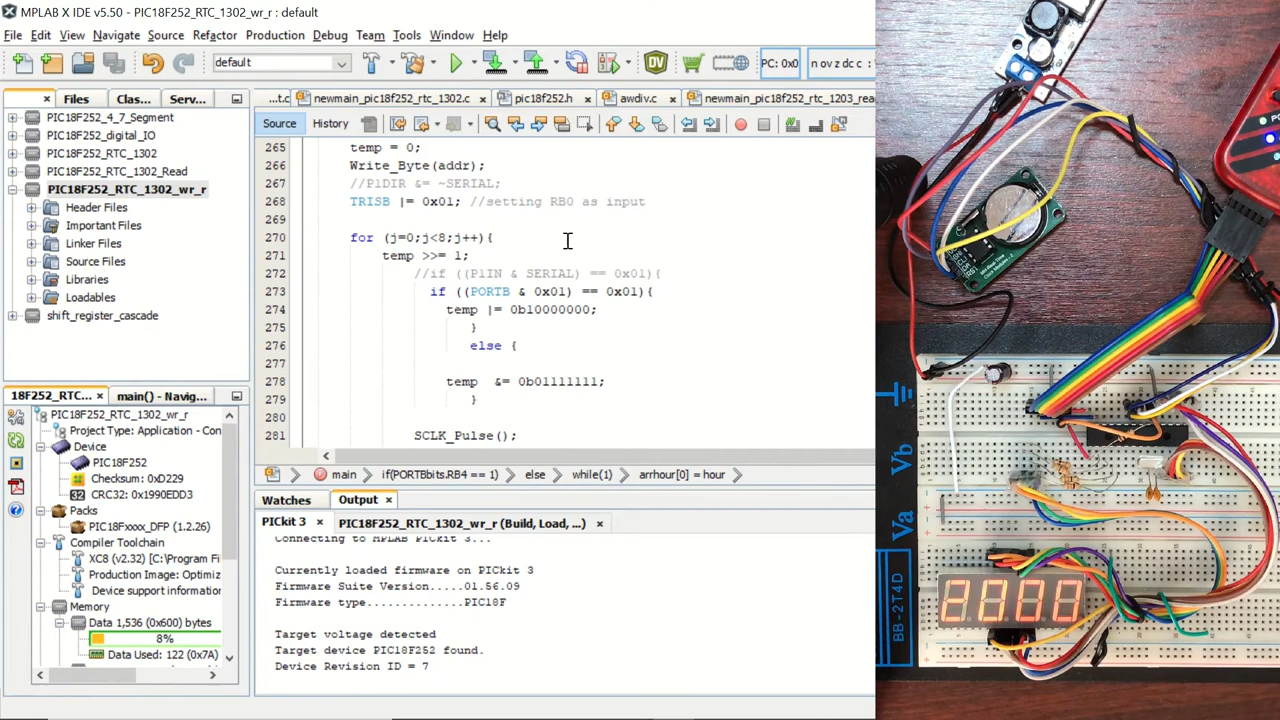 MPLAB X IDE v5.50 - PIC18F252_RTC_1302_wr_r : default
File Edit View Navigate Source Refactor Production Debug Team Tools Window Help
default
PC: 0x0
n ov z dc c :
Files
Clas...
Serv...
...t.c
newmain_pic18f252_rtc_1302.c
pic18f252.h
awdiv.c
newmain_pic18f252_rtc_1203_rea
Source
History
PIC18F252_4_7_Segment
PIC18F252_digital_IO
PIC18F252_RTC_1302
PIC18F252_RTC_1302_Read
PIC18F252_RTC_1302_wr_r
Header Files
Important Files
Linker Files
Source Files
Libraries
Loadables
shift_register_cascade
265 temp = 0;
266 Write_Byte(addr);
267 //P1DIR &= ~SERIAL;
268 TRISB |= 0x01; //setting RB0 as input
269
270 for (j=0;j<8;j++){
271 temp >>= 1;
272 //if ((P1IN & SERIAL) == 0x01){
273 if ((PORTB & 0x01) == 0x01){
274 temp |= 0b10000000;
275 }
276 else {
277
278 temp &= 0b01111111;
279 }
280
281 SCLK_Pulse();
main
if(PORTBbits.RB4 == 1)
else
while(1)
arrhour[0] = hour
18F252_RTC...
main() - Navig...
PIC18F252_RTC_1302_wr_r
Project Type: Application - Con
Device
PIC18F252
Checksum: 0xD229
CRC32: 0x1990EDD3
Packs
PIC18Fxxxx_DFP (1.2.26)
Compiler Toolchain
XC8 (v2.32) [C:\Program F
Production Image: Optimiz
Device support informatio
Memory
Data 1,536 (0x600) bytes
8%
Data Used: 122 (0x7A)
Watches
Output
PICkit 3
PIC18F252_RTC_1302_wr_r (Build, Load, ...)
Connecting to MPLAB PICkit 3...
Currently loaded firmware on PICkit 3
Firmware Suite Version.....01.56.09
Firmware type..............PIC18F
Target voltage detected
Target device PIC18F252 found.
Device Revision ID = 7
Vb
Va
BB-2T4D